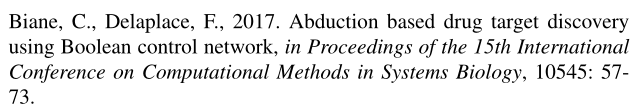 Biane, C., Delaplace, F., 2017. Abduction based drug target discovery
using Boolean control network, in Proceedings of the 15th International
Conference on Computational Methods in Systems Biology, 10545: 57-
73.